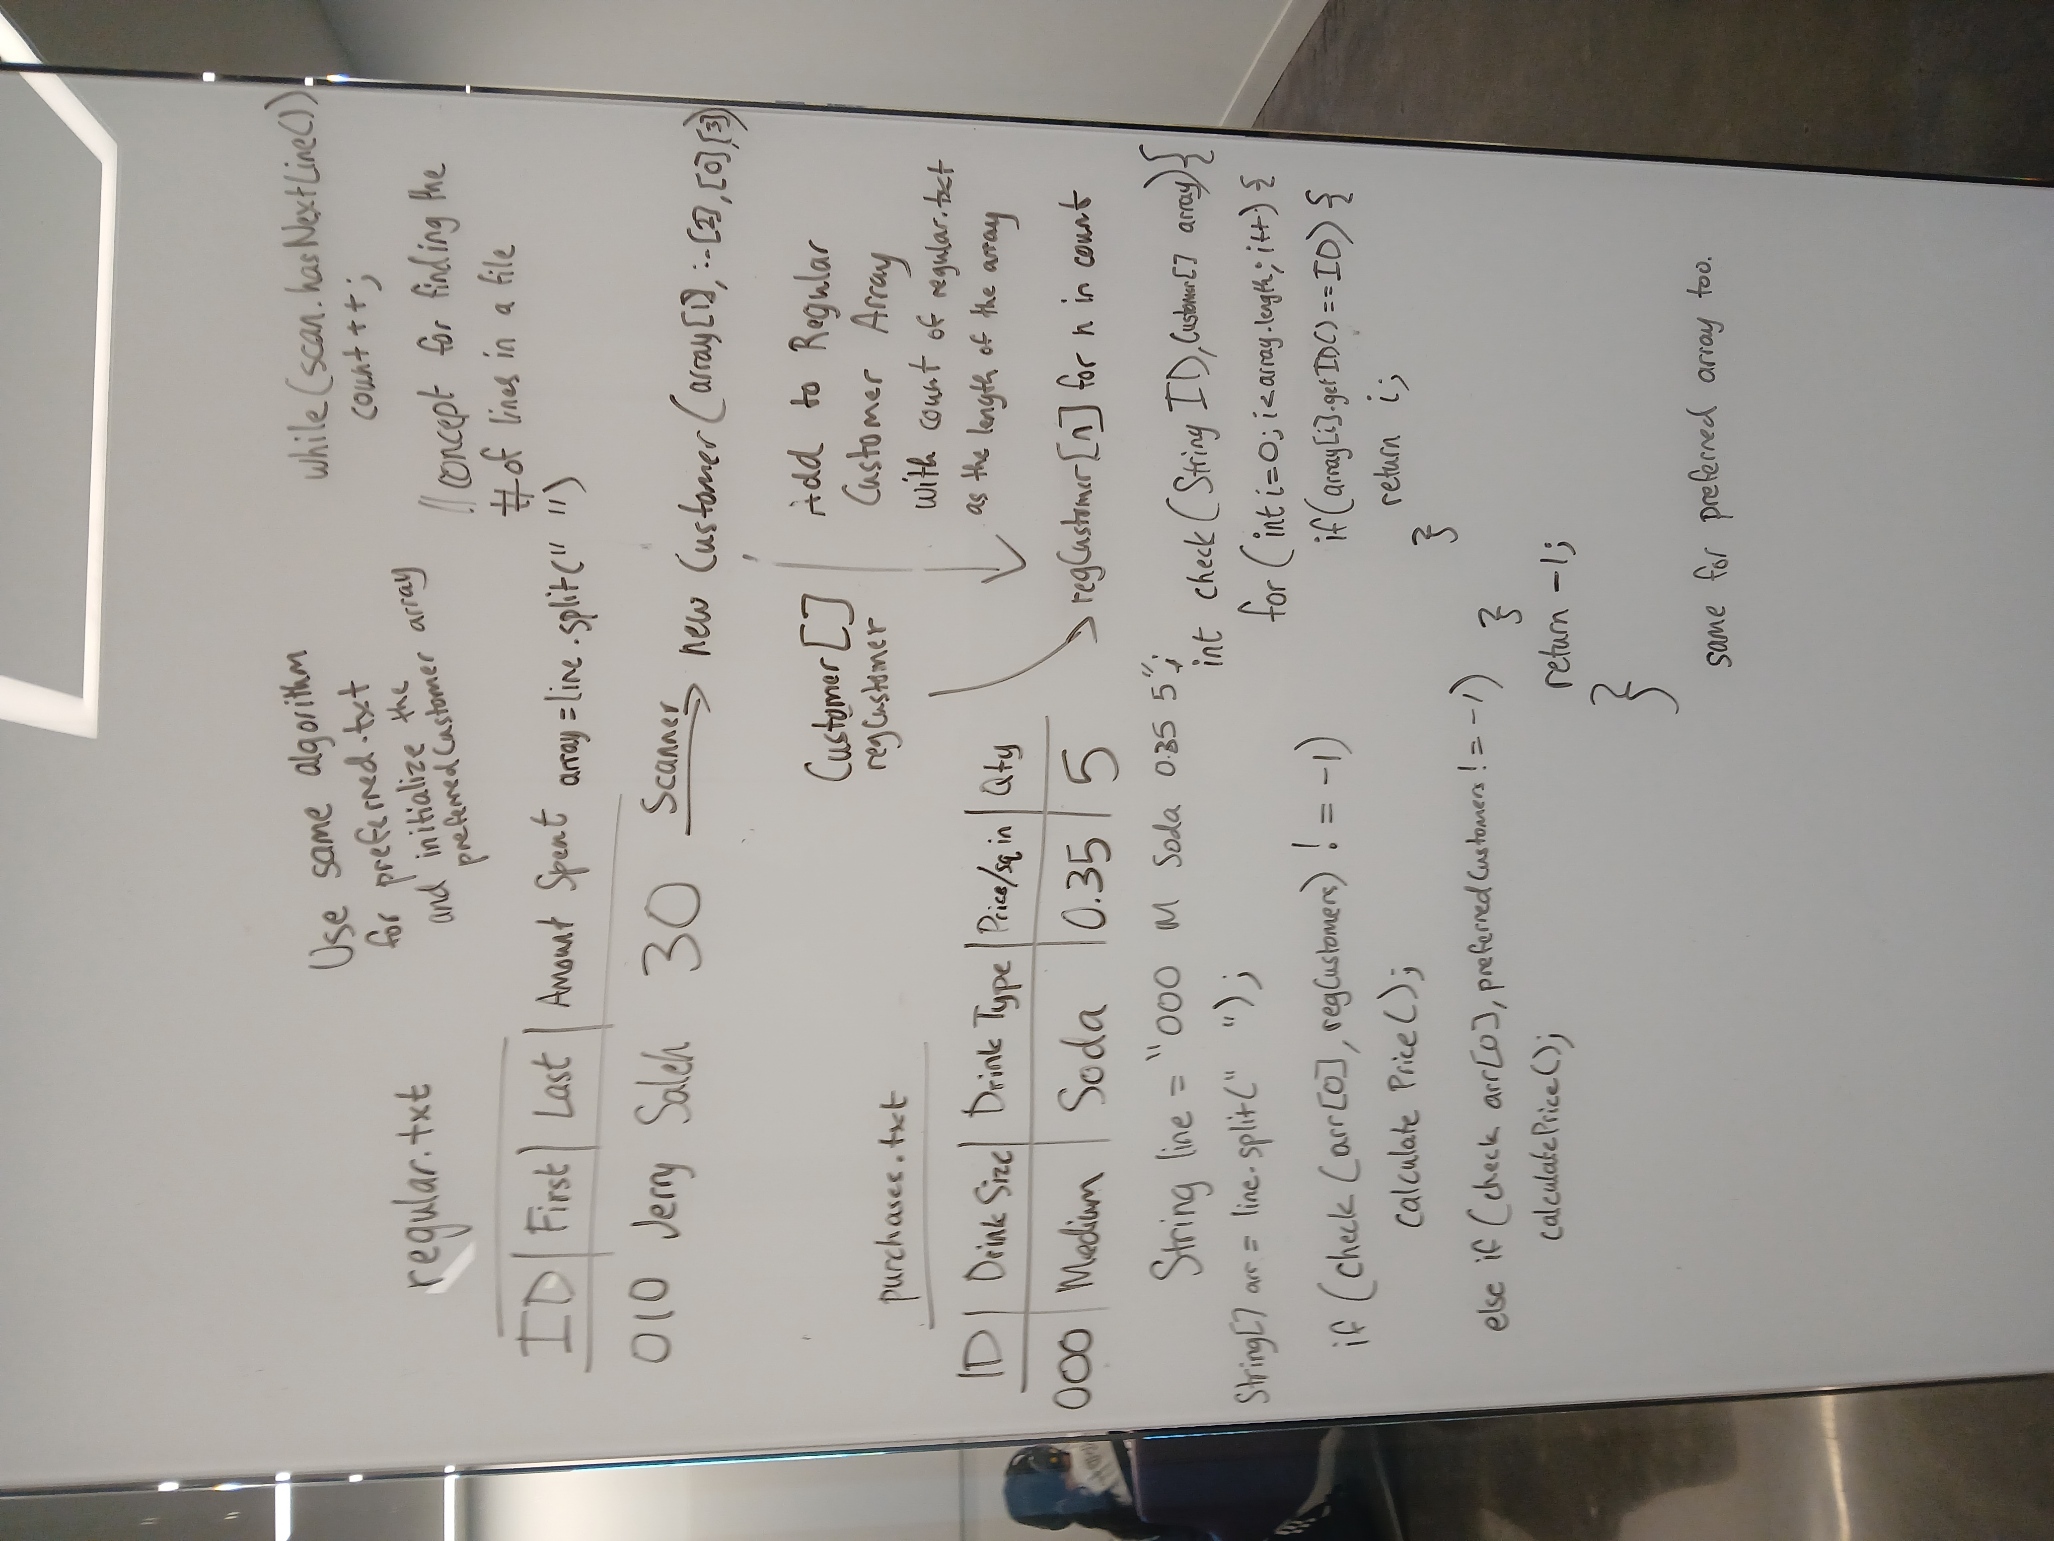 Use same algorithm
for preferred.txt
and initialize the
preferredCustomer array
while(scan.hasNextLine())
count++;
//concept for finding the
# of lines in a file
regular.txt
ID | First | Last | Amount Spent
array = line.split(" ")
010 Jerry Saleh 30
Scanner
new Customer(array[1], :-[2], [0], [3])
Customer[]
regCustomer
Add to Regular
Customer Array
with count of regular.txt
as the length of the array
regCustomer[n] for n in count
purchases.txt
ID | Drink Size | Drink Type | Price/sq in | Qty
000 | Medium | Soda | 0.35 | 5
String line = "000 M Soda 0.35 5";
String[] arr = line.split(" ");
if (check (arr[0], regCustomers) != -1)
calculate Price();
else if (check arr[0], preferredCustomers != -1)
calculatePrice();
int check (String ID, Customer[] array) {
for (int i=0; i<array.length; i++) {
if (array[i].getID() == ID) {
return i;
}
}
return -1;
}
same for preferred array too.